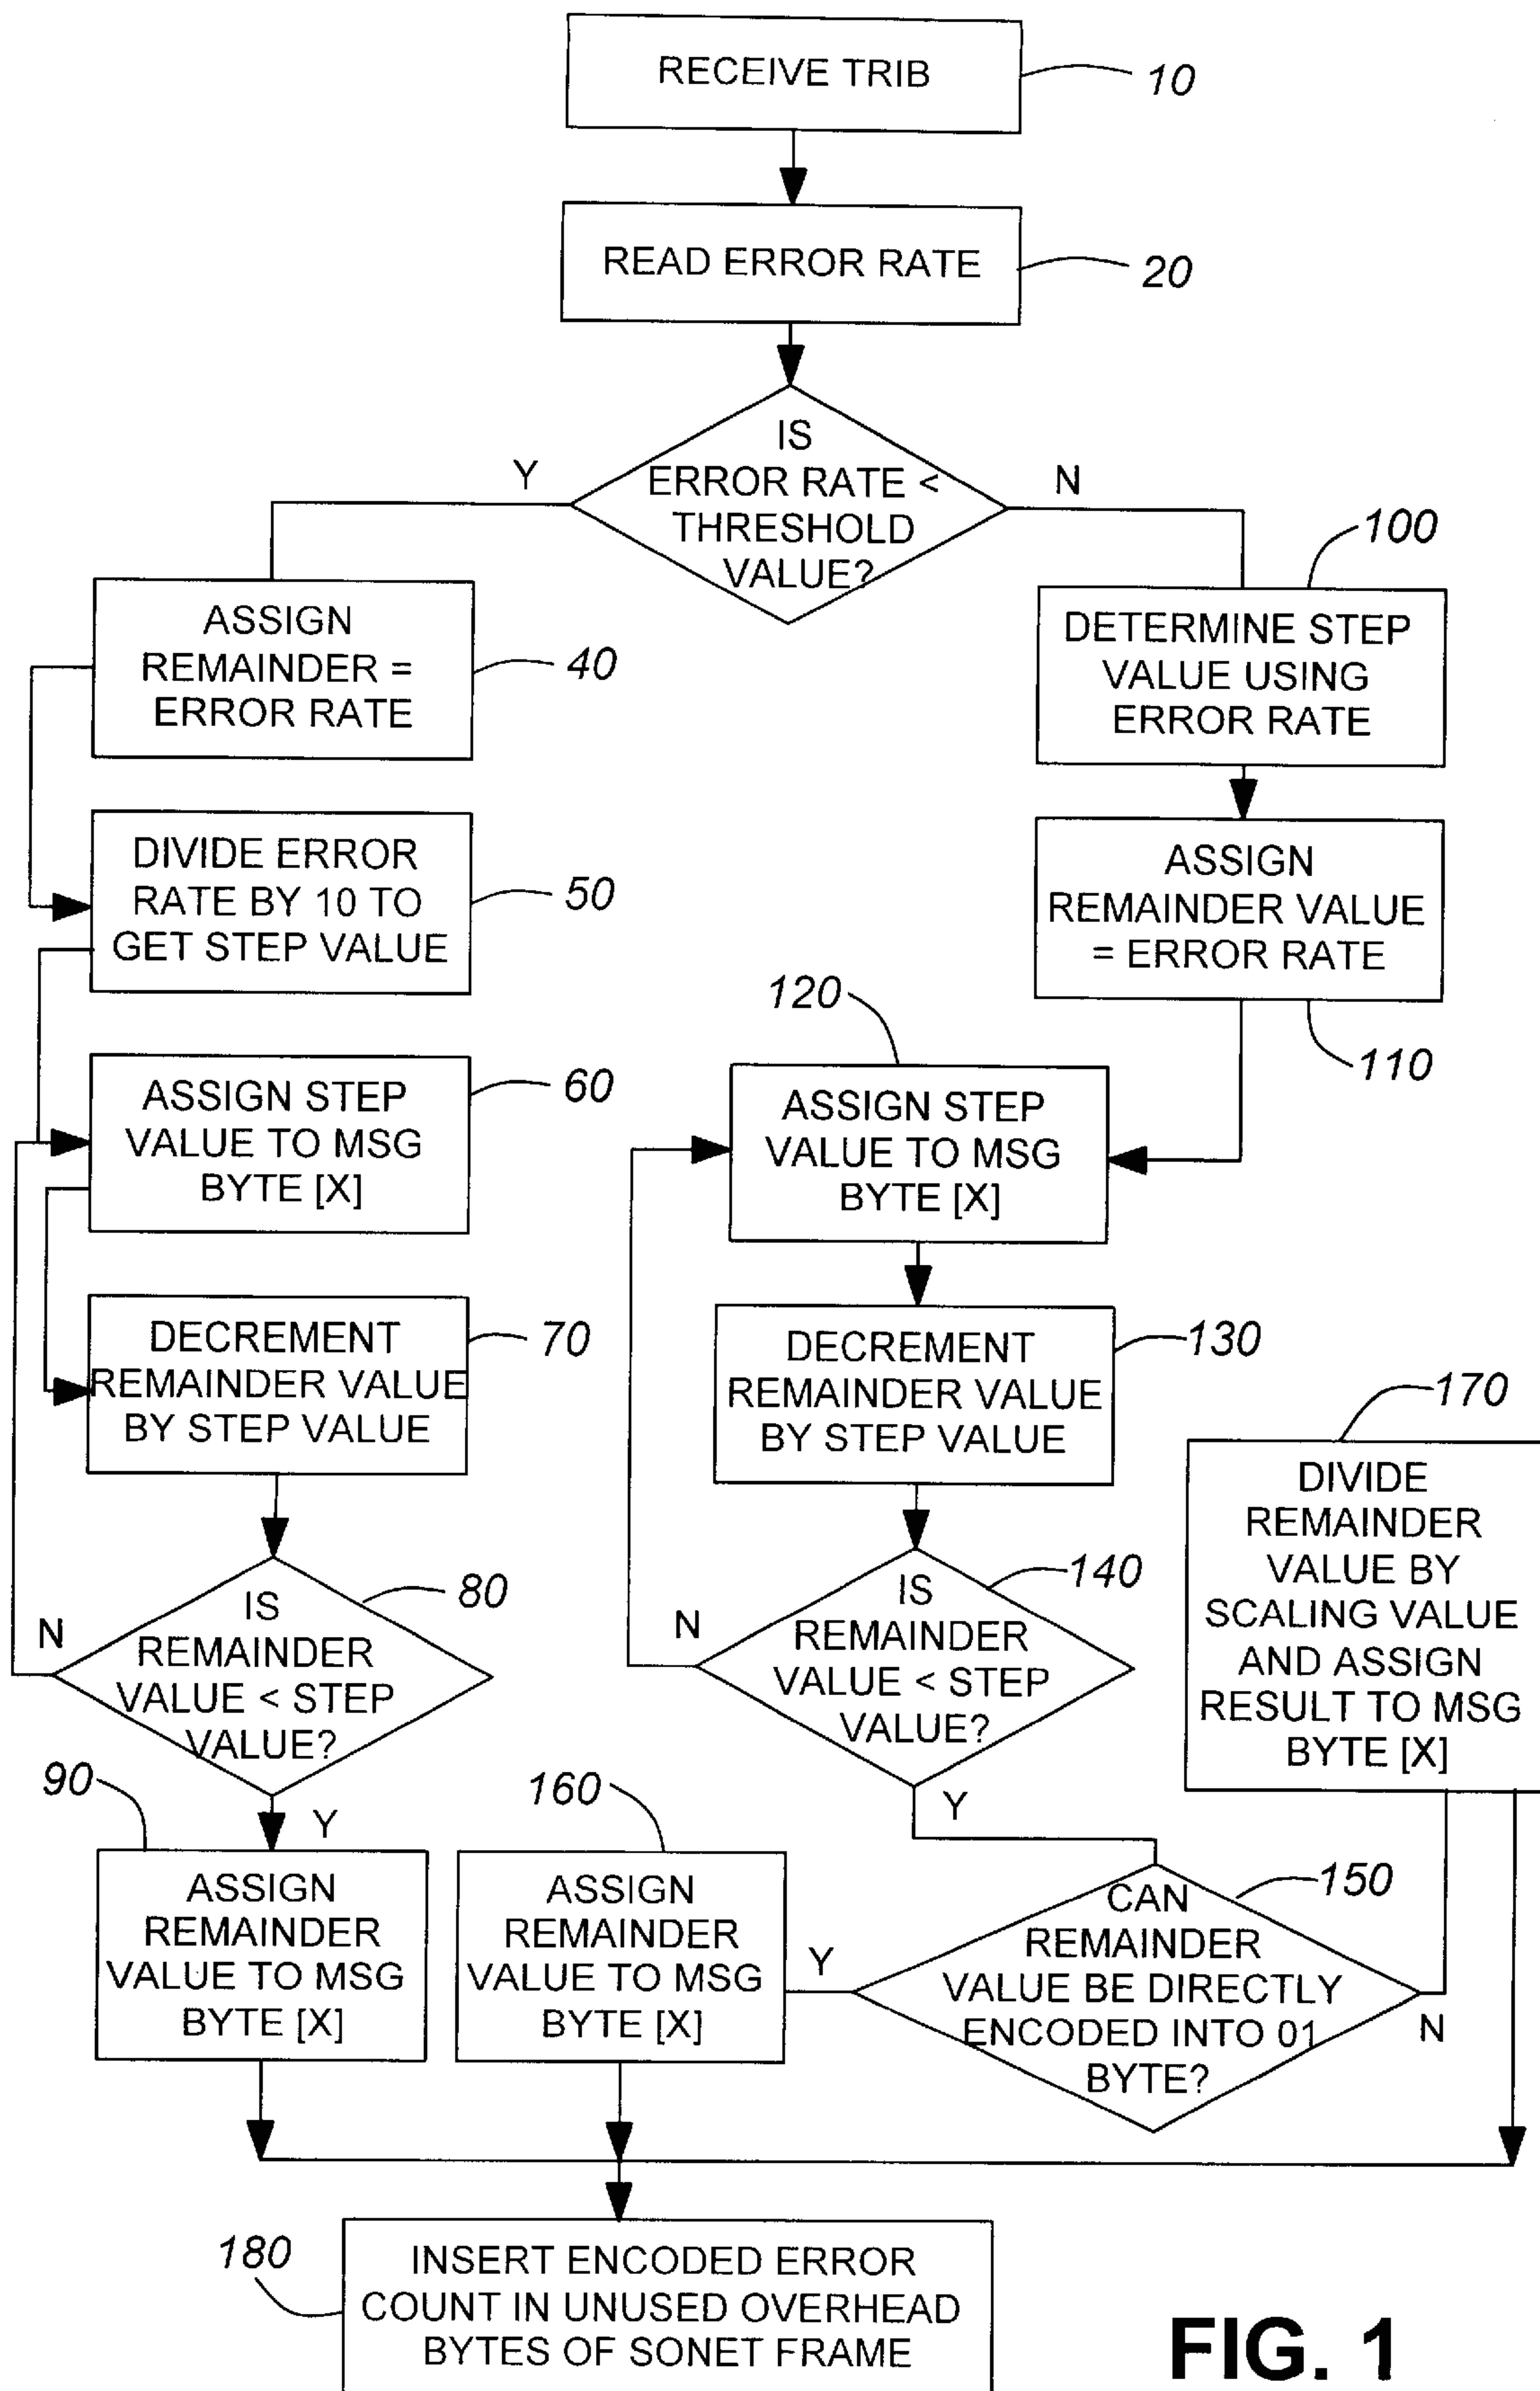 RECEIVE TRIB
10
READ ERROR RATE
20
IS
ERROR RATE <
THRESHOLD
VALUE?
Y
N
ASSIGN
REMAINDER =
ERROR RATE
40
100
DETERMINE STEP
VALUE USING
ERROR RATE
DIVIDE ERROR
RATE BY 10 TO
GET STEP VALUE
50
ASSIGN
REMAINDER VALUE
= ERROR RATE
110
ASSIGN STEP
VALUE TO MSG
BYTE [X]
60
120
ASSIGN STEP
VALUE TO MSG
BYTE [X]
DECREMENT
REMAINDER VALUE
BY STEP VALUE
70
DECREMENT
REMAINDER VALUE
BY STEP VALUE
130
170
DIVIDE
REMAINDER
VALUE BY
SCALING VALUE
AND ASSIGN
RESULT TO MSG
BYTE [X]
IS
REMAINDER
VALUE < STEP
VALUE?
80
N
Y
IS
REMAINDER
VALUE < STEP
VALUE?
140
N
Y
90
ASSIGN
REMAINDER
VALUE TO MSG
BYTE [X]
160
ASSIGN
REMAINDER
VALUE TO MSG
BYTE [X]
Y
CAN
REMAINDER
VALUE BE DIRECTLY
ENCODED INTO 01
BYTE?
150
N
180
INSERT ENCODED ERROR
COUNT IN UNUSED OVERHEAD
BYTES OF SONET FRAME
FIG. 1